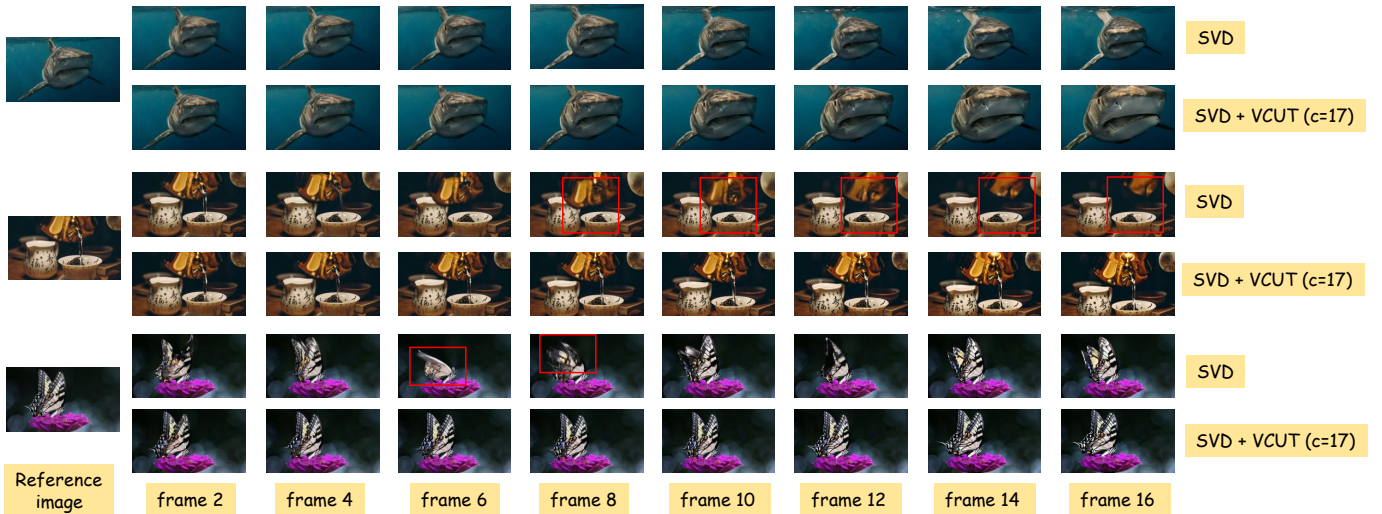 SVD
SVD + VCUT (c=17)
SVD
SVD + VCUT (c=17)
SVD
SVD + VCUT (c=17)
Reference
image
frame 2
frame 4
frame 6
frame 8
frame 10
frame 12
frame 14
frame 16